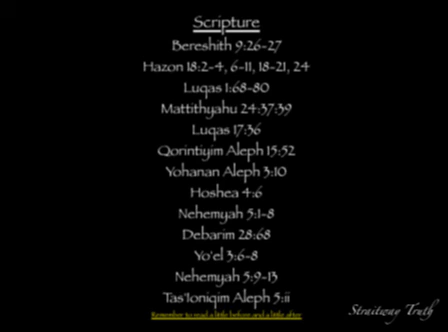 Scripture
Bereshith 9:26-27
Hazon 18:2-4, 6-11, 18-21, 24
Luqas 1:68-80
Mattithyahu 24:37:39
Luqas 17:36
Qorintiyim Aleph 15:52
Yohanan Aleph 3:10
Hoshea 4:6
Nehemyah 5:1-8
Debarim 28:68
Yo'el 3:6-8
Nehemyah 5:9-13
Tas'loniqim Aleph 5:ii
Remember to read a little before and a little after
Straitway Truth